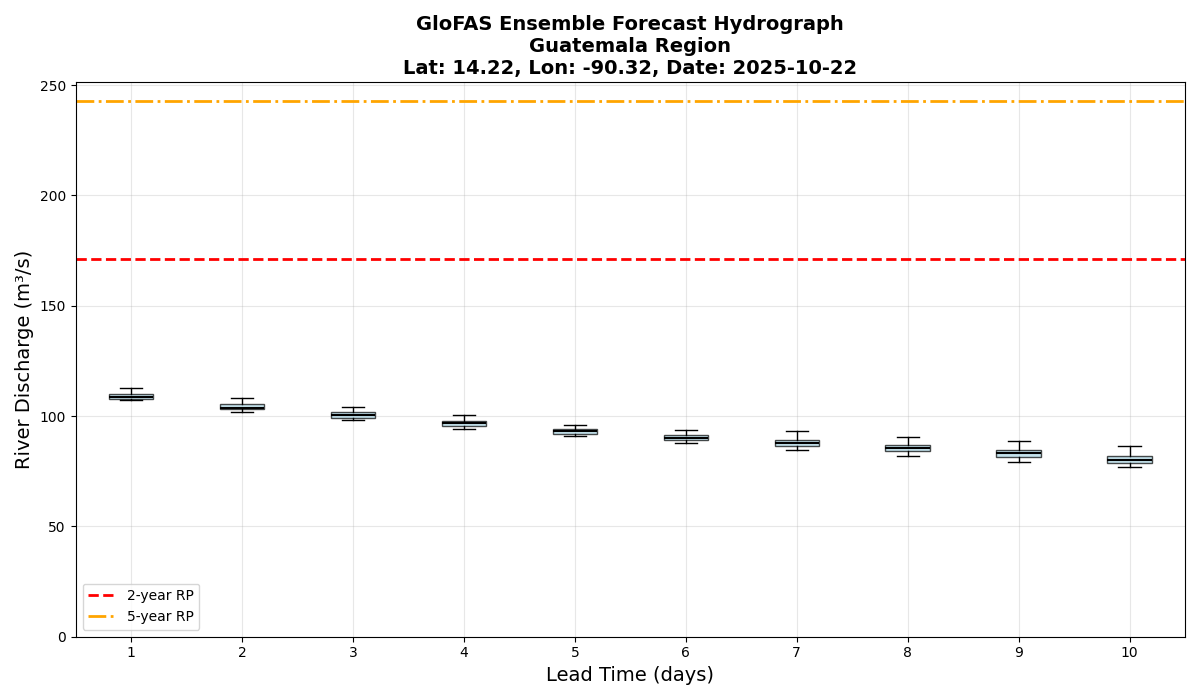 GloFAS Ensemble Forecast Hydrograph
Guatemala Region
Lat: 14.22, Lon: -90.32, Date: 2025-10-22
River Discharge (m³/s)
250
200
150
100
50
0
2-year RP
5-year RP
1 2 3 4 5 6 7 8 9 10
Lead Time (days)